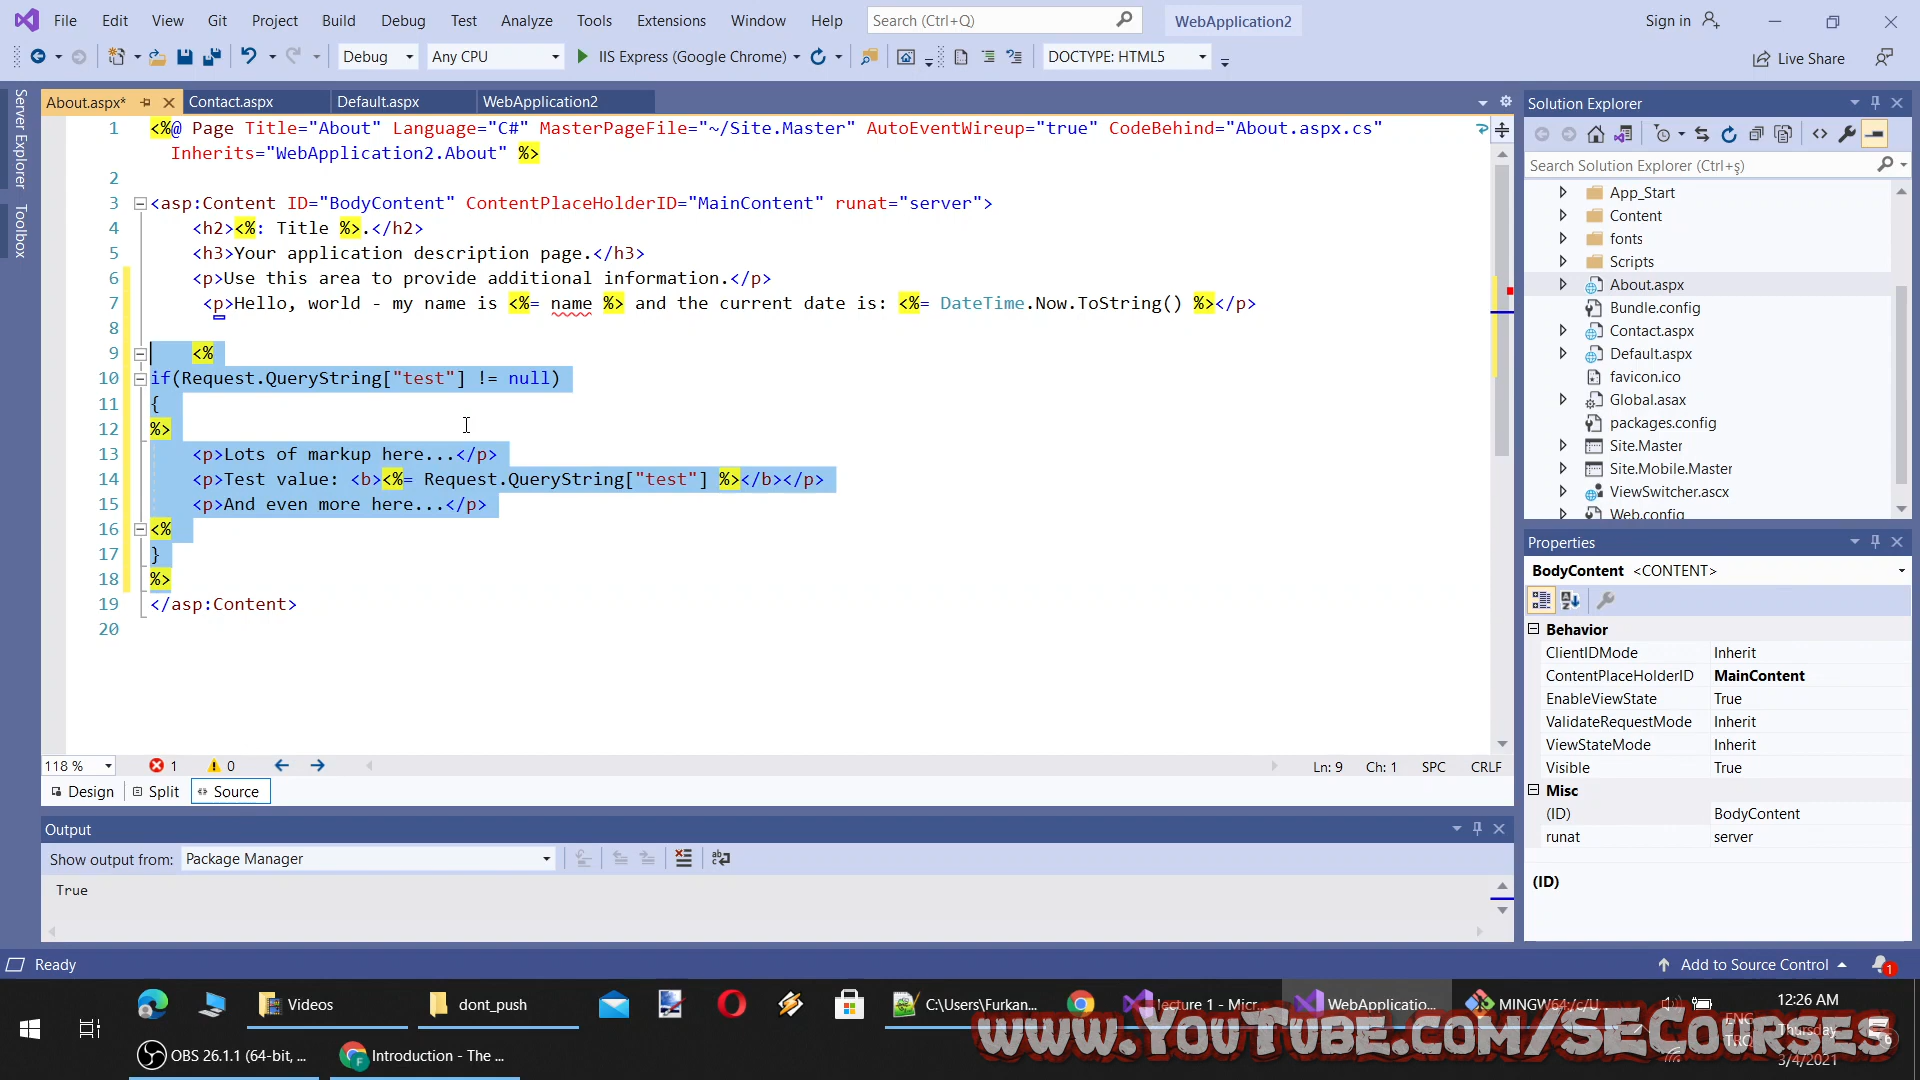 File Edit View Git Project Build Debug Test Analyze Tools Extensions Window Help Search (Ctrl+Q) WebApplication2 Sign in
Debug Any CPU IIS Express (Google Chrome) DOCTYPE: HTML5 Live Share
Server Explorer
Toolbox
About.aspx* Contact.aspx Default.aspx WebApplication2
1 <%@ Page Title="About" Language="C#" MasterPageFile="~/Site.Master" AutoEventWireup="true" CodeBehind="About.aspx.cs"
Inherits="WebApplication2.About" %>
2
3 <asp:Content ID="BodyContent" ContentPlaceHolderID="MainContent" runat="server">
4 <h2><%: Title %>.</h2>
5 <h3>Your application description page.</h3>
6 <p>Use this area to provide additional information.</p>
7 <p>Hello, world - my name is <%= name %> and the current date is: <%= DateTime.Now.ToString() %></p>
8
9 <%
10 if(Request.QueryString["test"] != null)
11 {
12 %>
13 <p>Lots of markup here...</p>
14 <p>Test value: <b><%= Request.QueryString["test"] %></b></p>
15 <p>And even more here...</p>
16 <%
17 }
18 %>
19 </asp:Content>
20
118 % 1 0 Ln: 9 Ch: 1 SPC CRLF
Design Split Source
Output
Show output from: Package Manager
True
Solution Explorer
Search Solution Explorer (Ctrl+ş)
App_Start
Content
fonts
Scripts
About.aspx
Bundle.config
Contact.aspx
Default.aspx
favicon.ico
Global.asax
packages.config
Site.Master
Site.Mobile.Master
ViewSwitcher.ascx
Web.config
Properties
BodyContent <CONTENT>
Behavior
ClientIDMode Inherit
ContentPlaceHolderID MainContent
EnableViewState True
ValidateRequestMode Inherit
ViewStateMode Inherit
Visible True
Misc
(ID) BodyContent
runat server
(ID)
Ready Add to Source Control 1
Videos dont_push C:\Users\Furkan... lecture 1 - Micr... WebApplicatio... MINGW64:/c/U... 12:26 AM
ENG Thursday
3/4/2021
OBS 26.1.1 (64-bit, ... Introduction - The ...
www.YouTube.com/SECourses